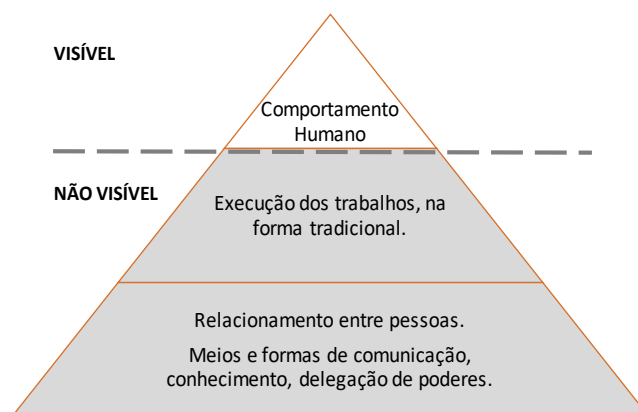 VISÍVEL
Comportamento
Humano
NÃO VISÍVEL
Execução dos trabalhos, na
forma tradicional.
Relacionamento entre pessoas.
Meios e formas de comunicação,
conhecimento, delegação de poderes.